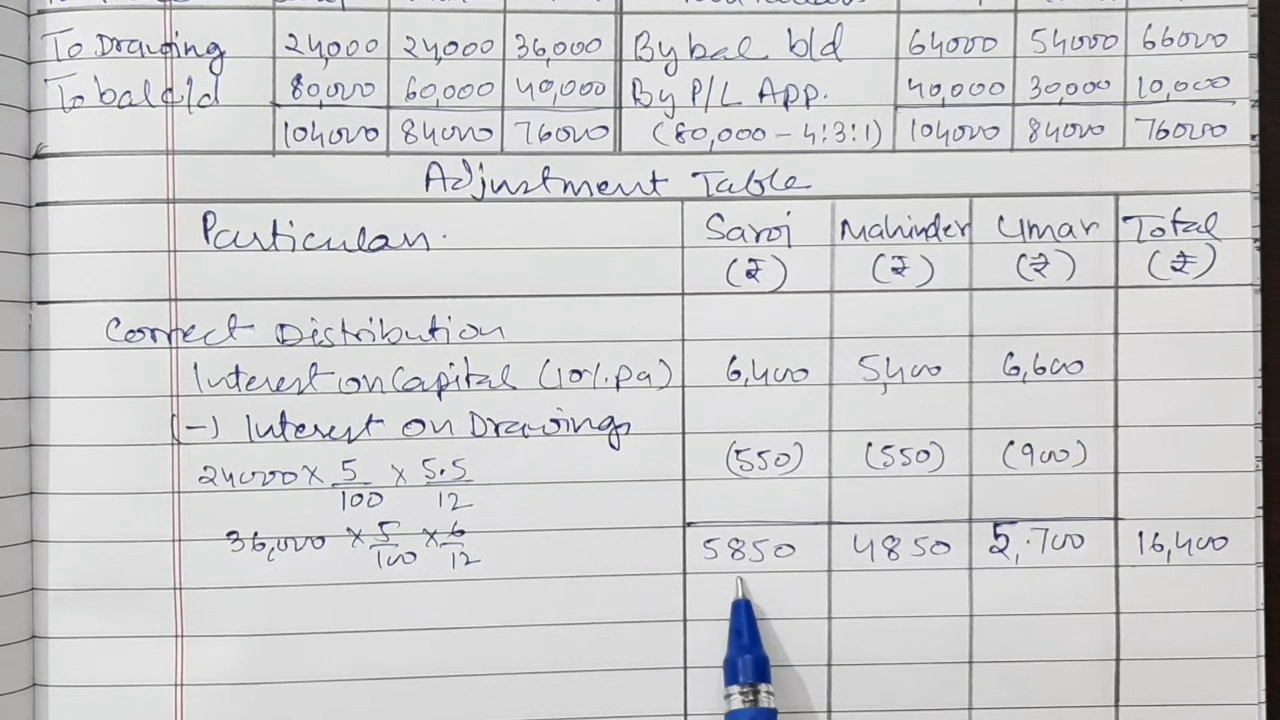 To Drawing 24,000 24,000 36,000 By bal b/d 64000 54000 66000
To bal c/d 80,000 60,000 40,000 By P/L App. 40,000 30,000 10,000
104000 84000 76000 (80,000 - 4:3:1) 104000 84000 76000
Adjustment Table
Particulars. Saroj Mahinder Umar Total
(₹) (₹) (₹) (₹)
Correct Distribution
Interest on Capital (10%.pa) 6,400 5,400 6,600
(-) Interest on Drawings
24000 × 5/100 × 5.5/12 (550) (550) (900)
36,000 × 5/100 × 6/12 5850 4850 5,700 16,400